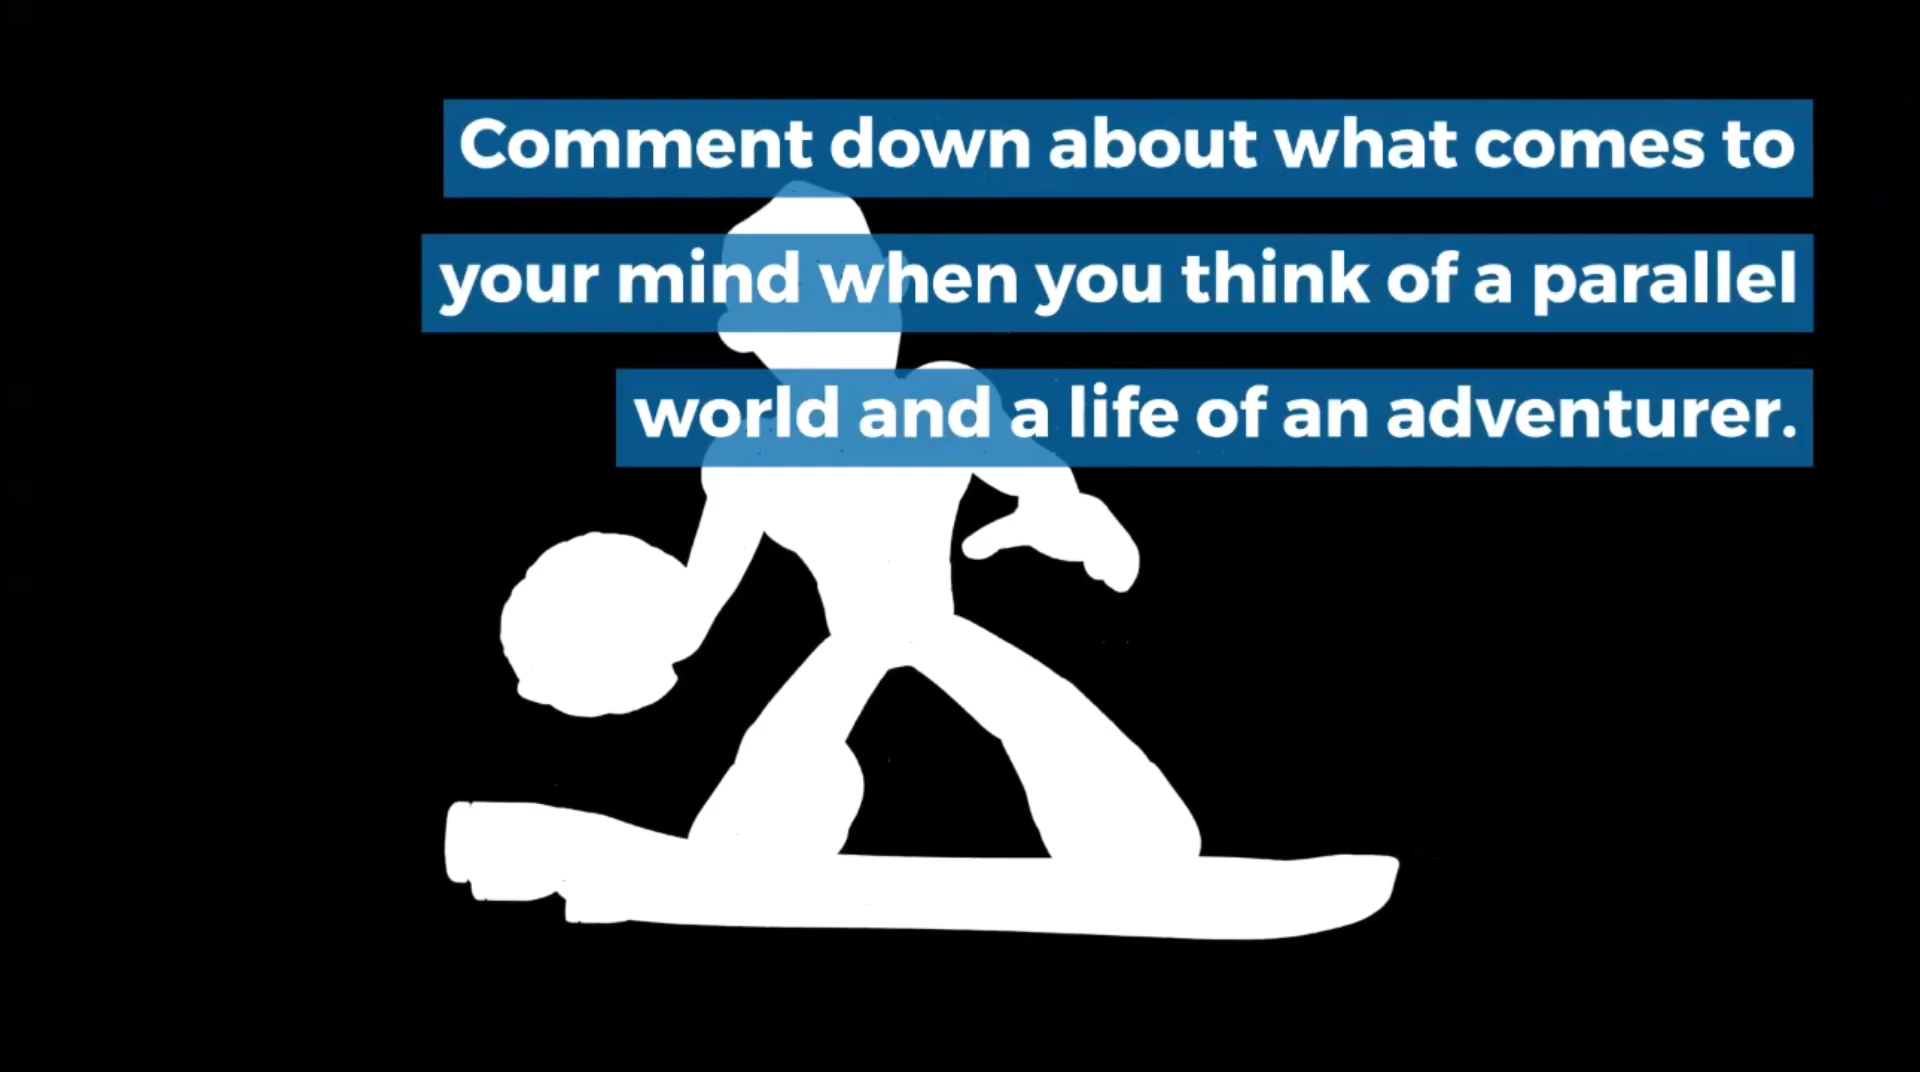 Comment down about what comes to
your mind when you think of a parallel
world and a life of an adventurer.